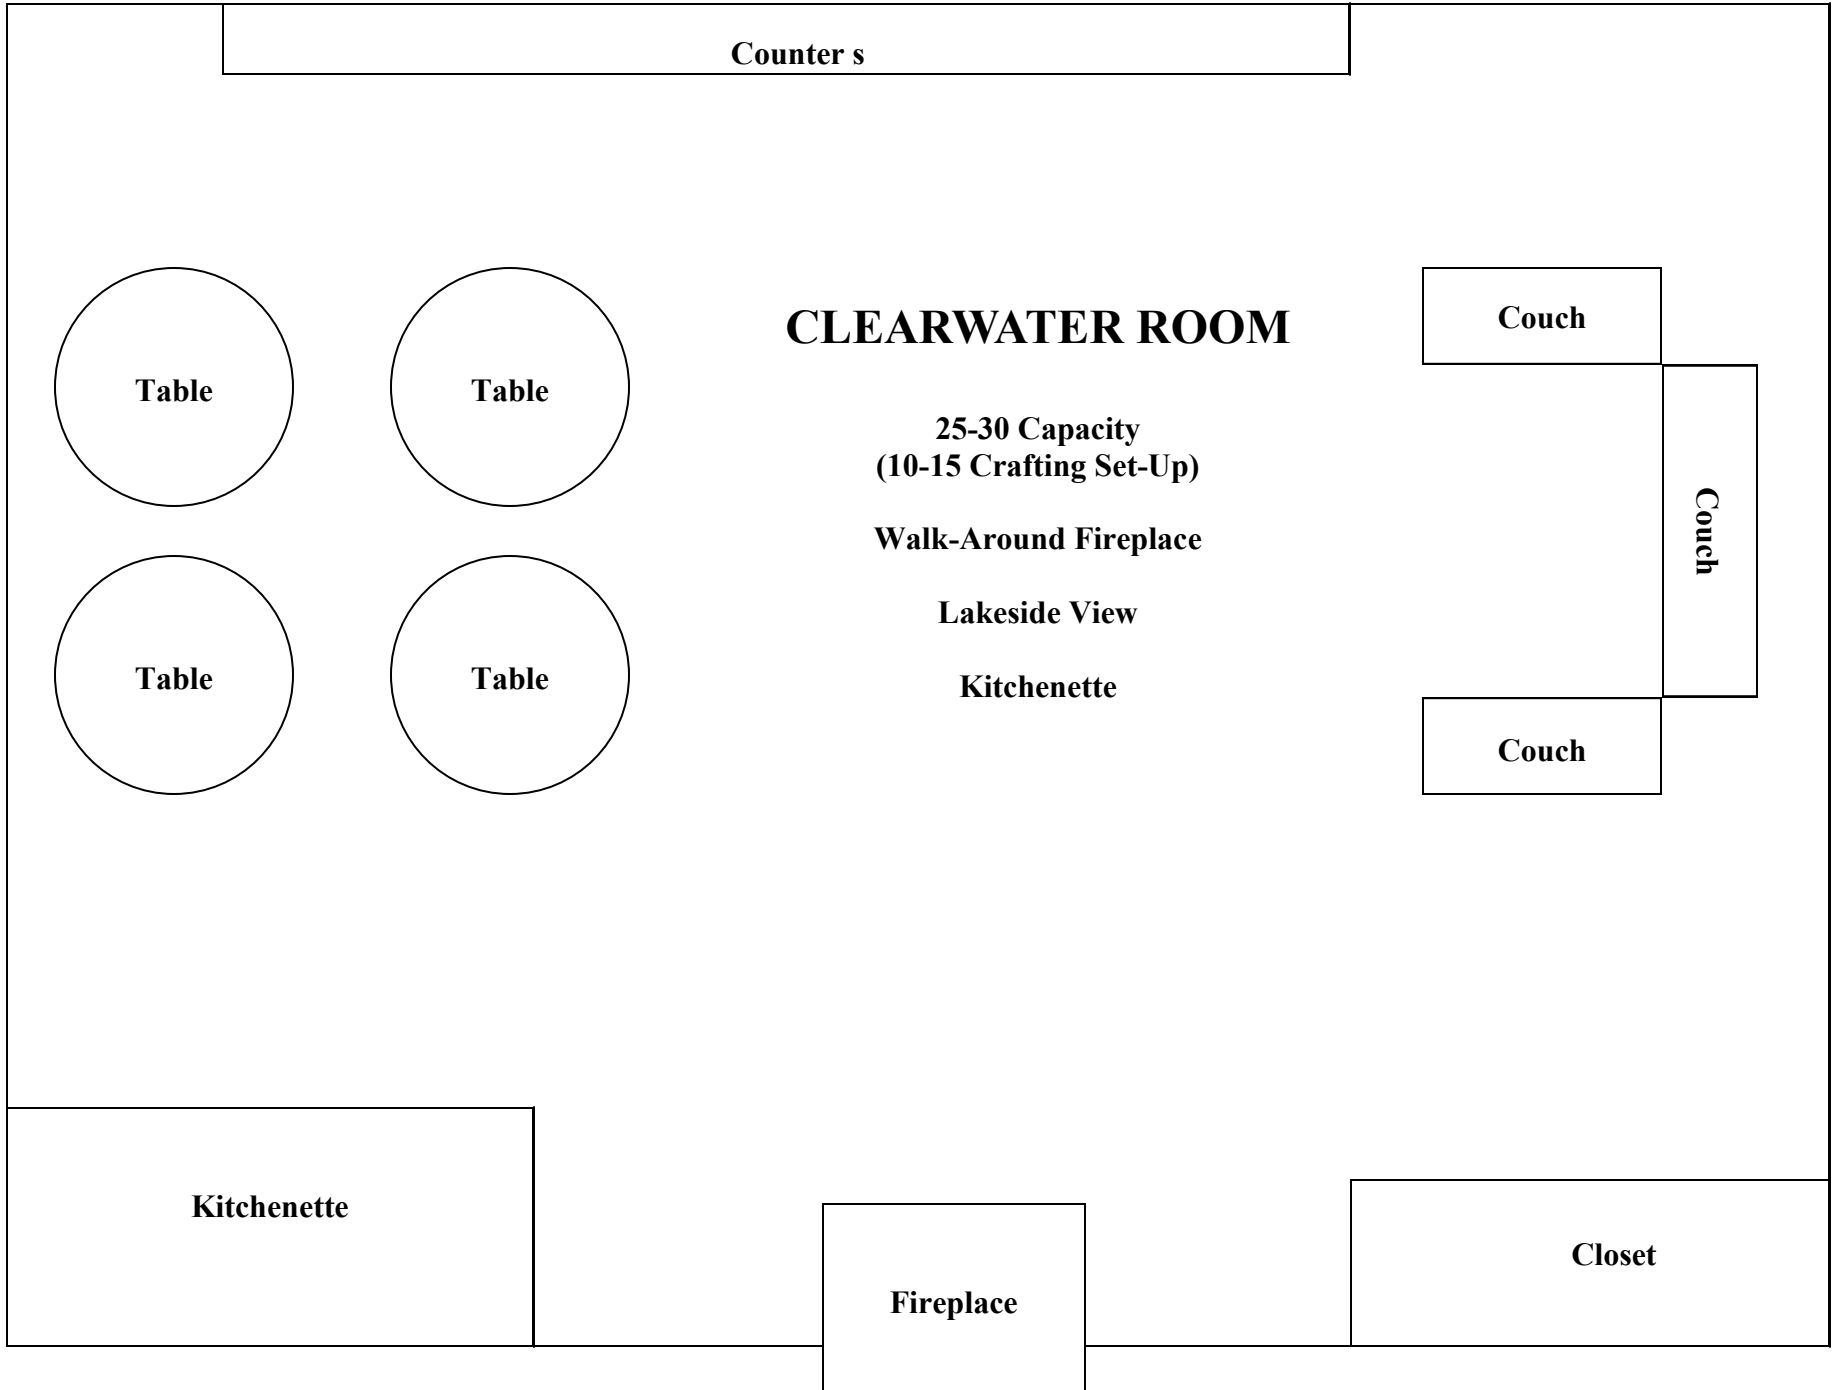 Counter s
CLEARWATER ROOM
Couch
Table
Table
25-30 Capacity
(10-15 Crafting Set-Up)
Couch
Walk-Around Fireplace
Lakeside View
Table
Table
Kitchenette
Couch
Kitchenette
Closet
Fireplace